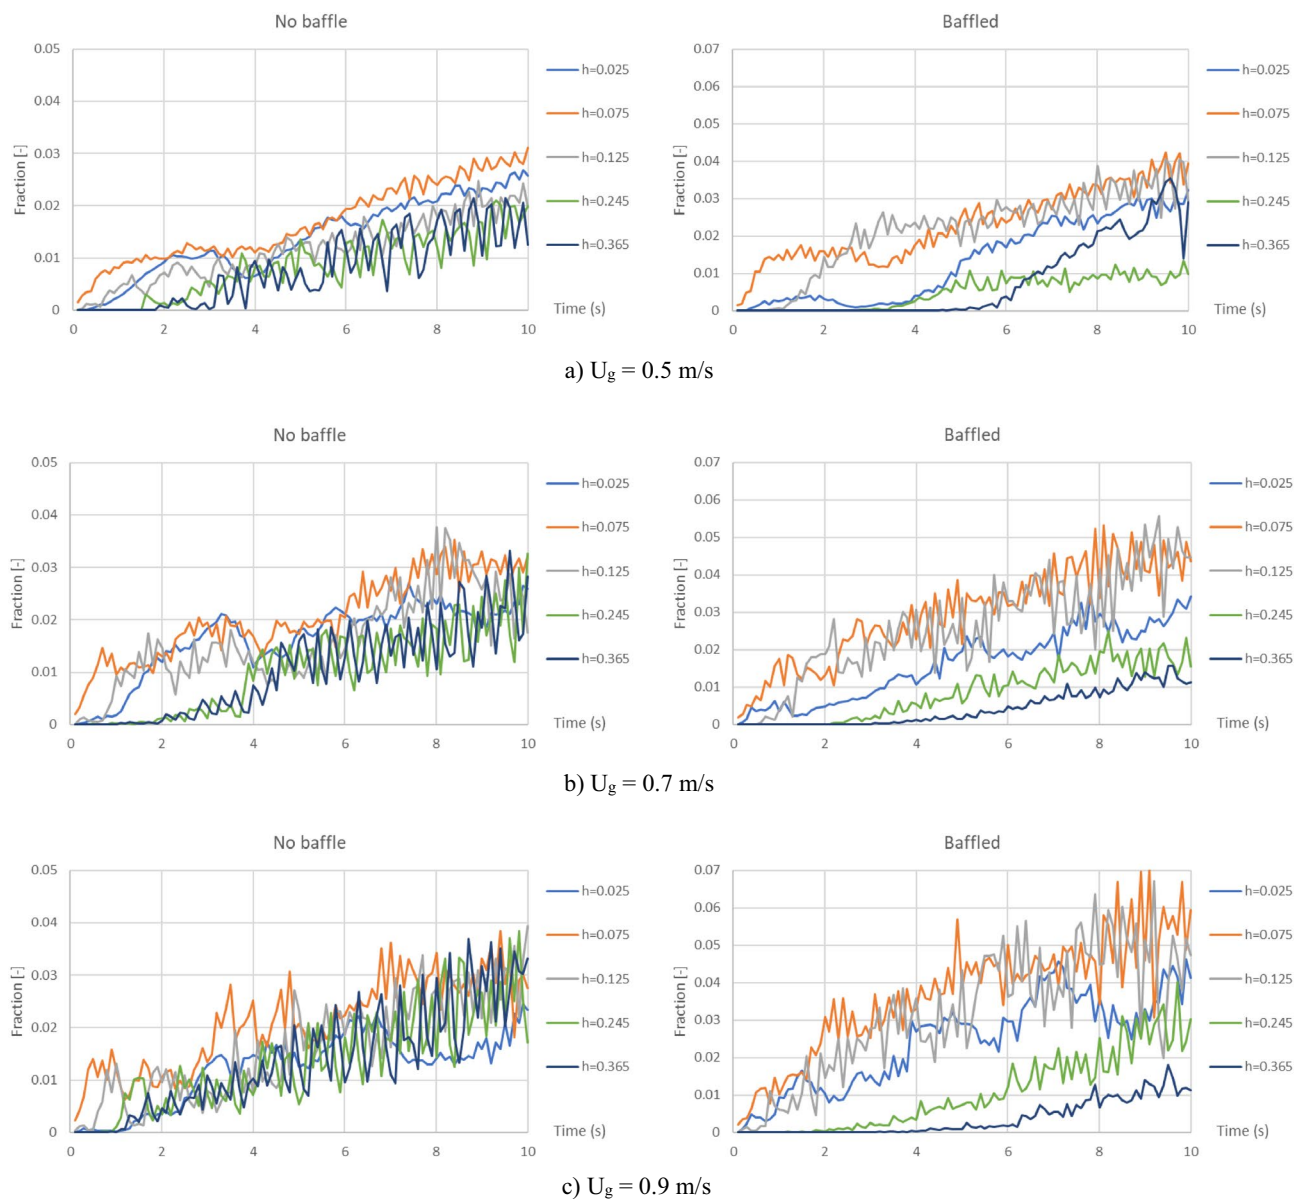 No baffle
0.05
0.04
0.03
0.02
0.01
0
Fraction [-]
0 2 4 6 8 10
Time (s)
h=0.025
h=0.075
h=0.125
h=0.245
h=0.365
Baffled
0.07
0.06
0.05
0.04
0.03
0.02
0.01
0
Fraction [-]
0 2 4 6 8 10
Time (s)
h=0.025
h=0.075
h=0.125
h=0.245
h=0.365
a) Ug = 0.5 m/s
No baffle
0.05
0.04
0.03
0.02
0.01
0
Fraction [-]
0 2 4 6 8 10
Time (s)
h=0.025
h=0.075
h=0.125
h=0.245
h=0.365
Baffled
0.07
0.06
0.05
0.04
0.03
0.02
0.01
0
Fraction [-]
0 2 4 6 8 10
Time (s)
h=0.025
h=0.075
h=0.125
h=0.245
h=0.365
b) Ug = 0.7 m/s
No baffle
0.05
0.04
0.03
0.02
0.01
0
Fraction [-]
0 2 4 6 8 10
Time (s)
h=0.025
h=0.075
h=0.125
h=0.245
h=0.365
Baffled
0.07
0.06
0.05
0.04
0.03
0.02
0.01
0
Fraction [-]
0 2 4 6 8 10
Time (s)
h=0.025
h=0.075
h=0.125
h=0.245
h=0.365
c) Ug = 0.9 m/s